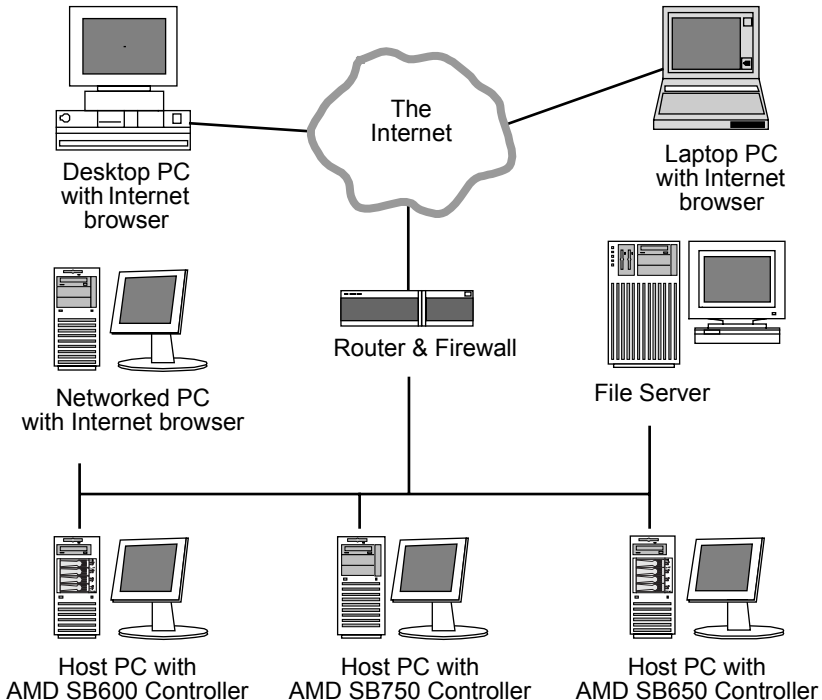 The
Internet
Desktop PC
with Internet
browser
Laptop PC
with Internet
browser
Router & Firewall
Networked PC
with Internet browser
File Server
Host PC with
AMD SB600 Controller
Host PC with
AMD SB750 Controller
Host PC with
AMD SB650 Controller